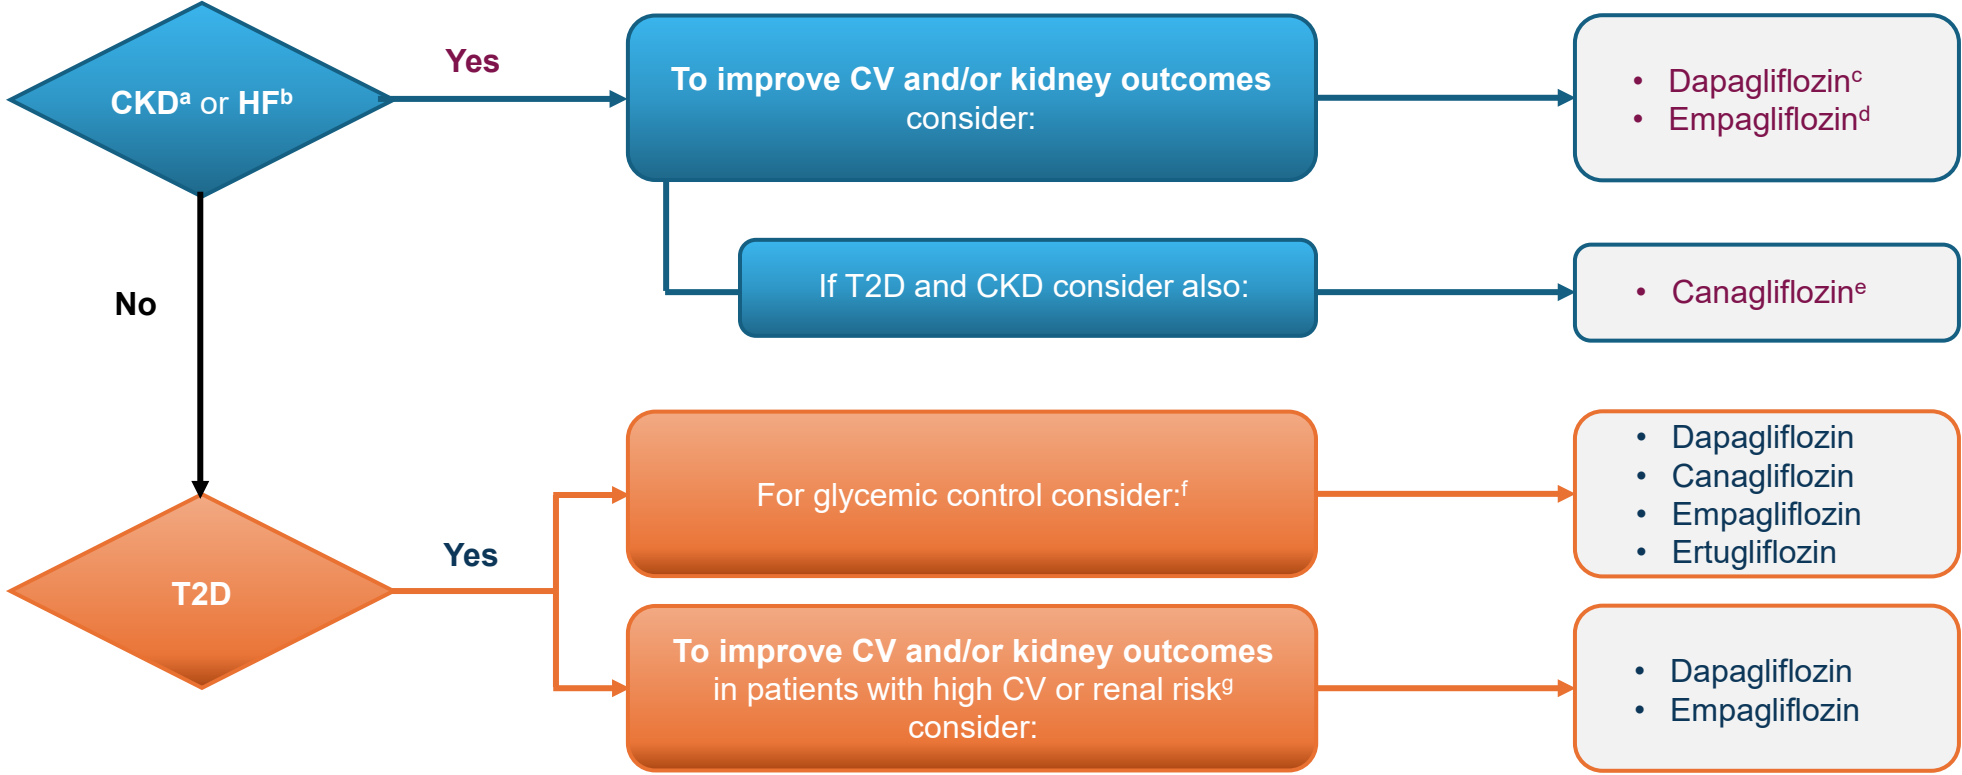 CKDᵃ or HFᵇ
Yes
To improve CV and/or kidney outcomes
consider:
• Dapagliflozinᶜ
• Empagliflozinᵈ
If T2D and CKD consider also:
• Canagliflozinᵉ
No
T2D
Yes
For glycemic control consider:ᶠ
• Dapagliflozin
• Canagliflozin
• Empagliflozin
• Ertugliflozin
To improve CV and/or kidney outcomes
in patients with high CV or renal riskᵍ
consider:
• Dapagliflozin
• Empagliflozin